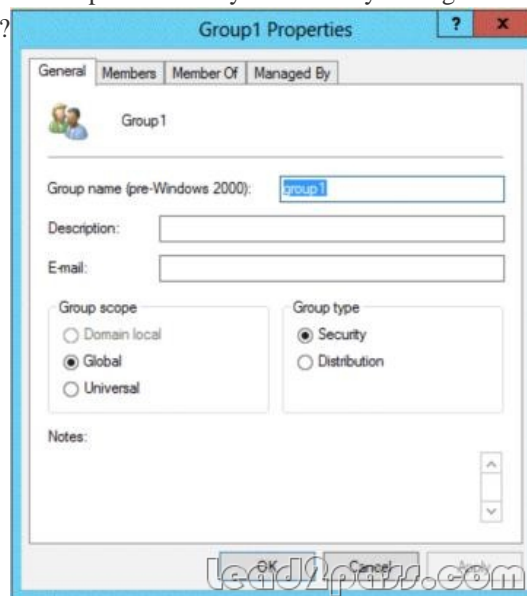 ?
Group1 Properties
?
x
General
Members
Member Of
Managed By
Group1
Group name (pre-Windows 2000):
group1
Description:
E-mail:
Group scope
Domain local
Global
Universal
Group type
Security
Distribution
Notes:
OK
Cancel
Apply
Lead2pass.com